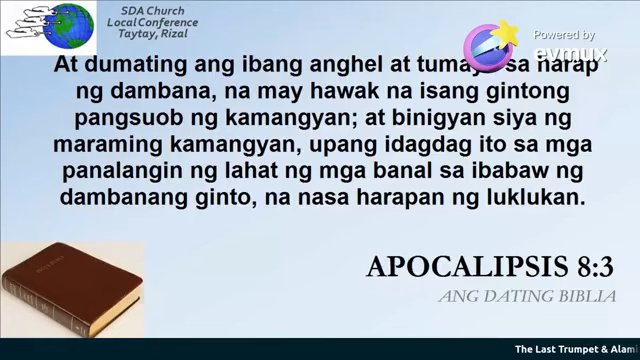 SDA Church
Local Conference
Taytay, Rizal
Powered by
evmux
At dumating ang ibang anghel at sa harap
ng dambana, na may hawak na isang gintong
pangsuob ng kamangyan; at binigyan siya ng
maraming kamangyan, upang idagdag ito sa mga
panalangin ng lahat ng mga banal sa ibabaw ng
dambanang ginto, na nasa harapan ng luklukan.
APOCALIPSIS 8:3
ANG DATING BIBLIA
The Last Trumpet &